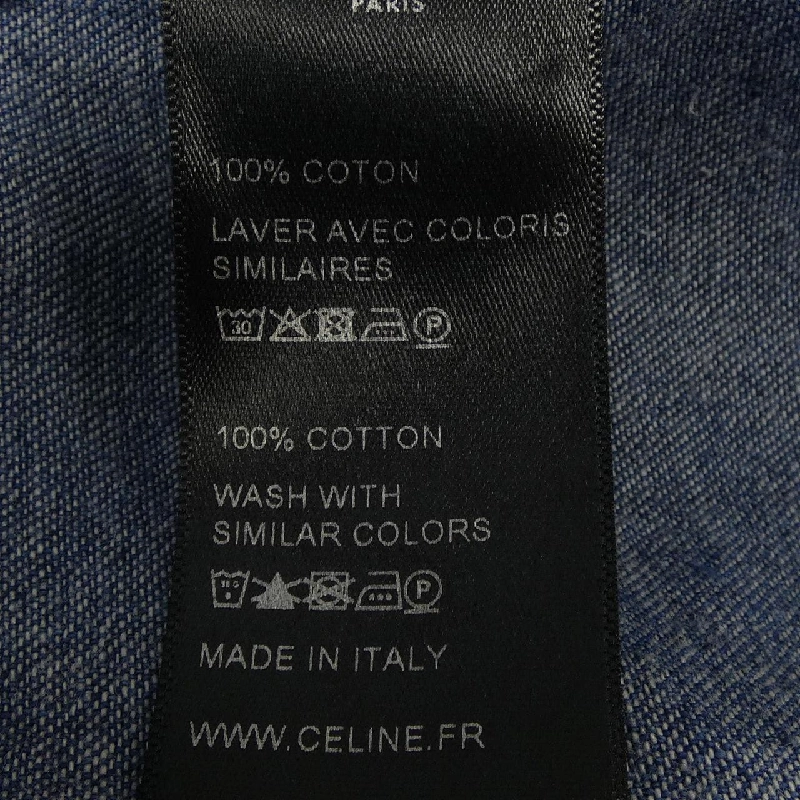 PARIS
100% COTON
LAVER AVEC COLORIS
SIMILAIRES
30
P
100% COTTON
WASH WITH
SIMILAR COLORS
P
MADE IN ITALY
WWW.CELINE.FR